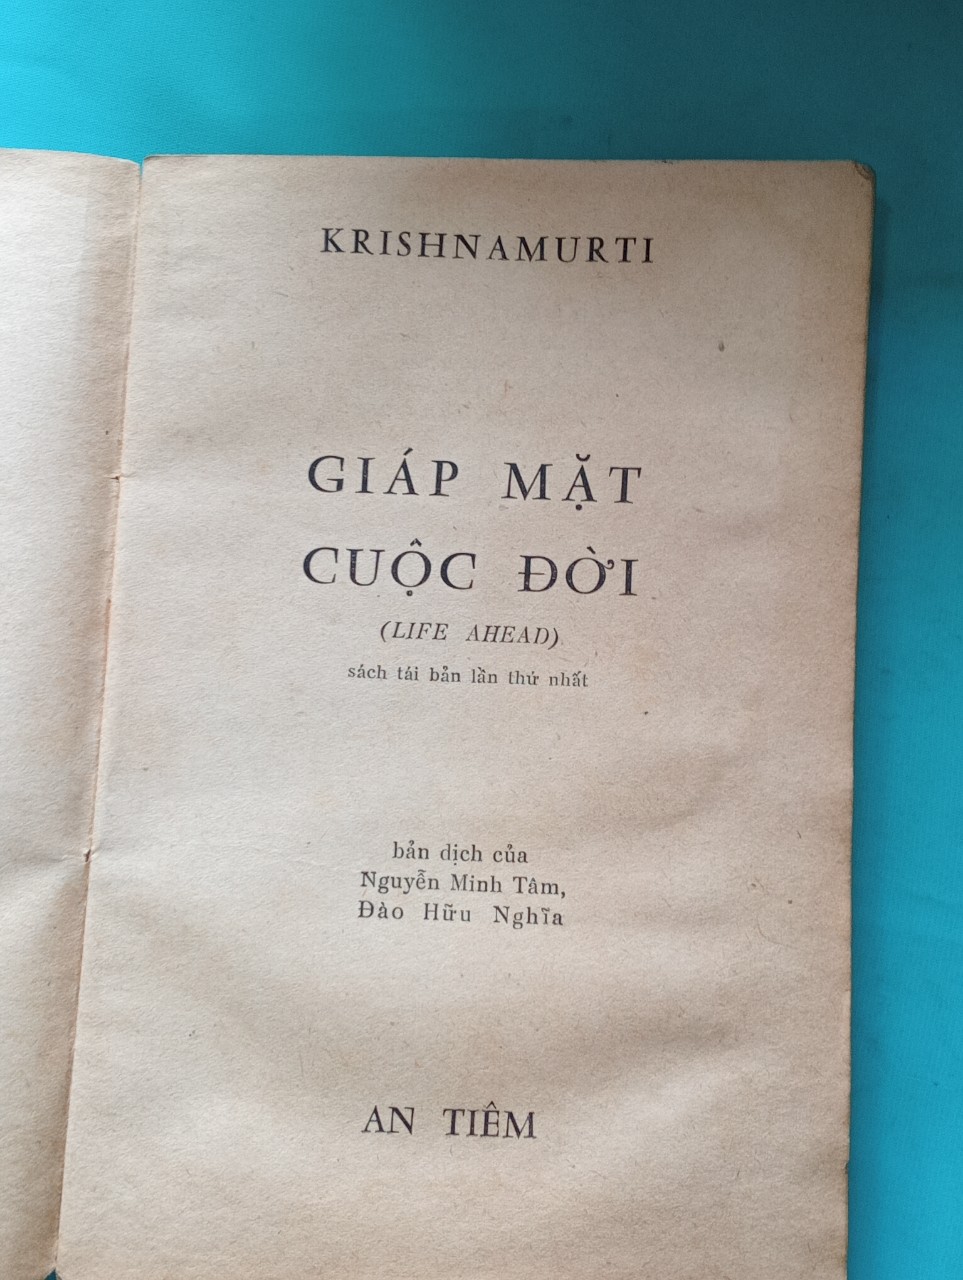 KRISHNAMURTI
GIÁP MẶT
CUỘC ĐỜI
(LIFE AHEAD)
sách tái bản lần thứ nhất
bản dịch của
Nguyễn Minh Tâm,
Đào Hữu Nghĩa
AN TIÊM